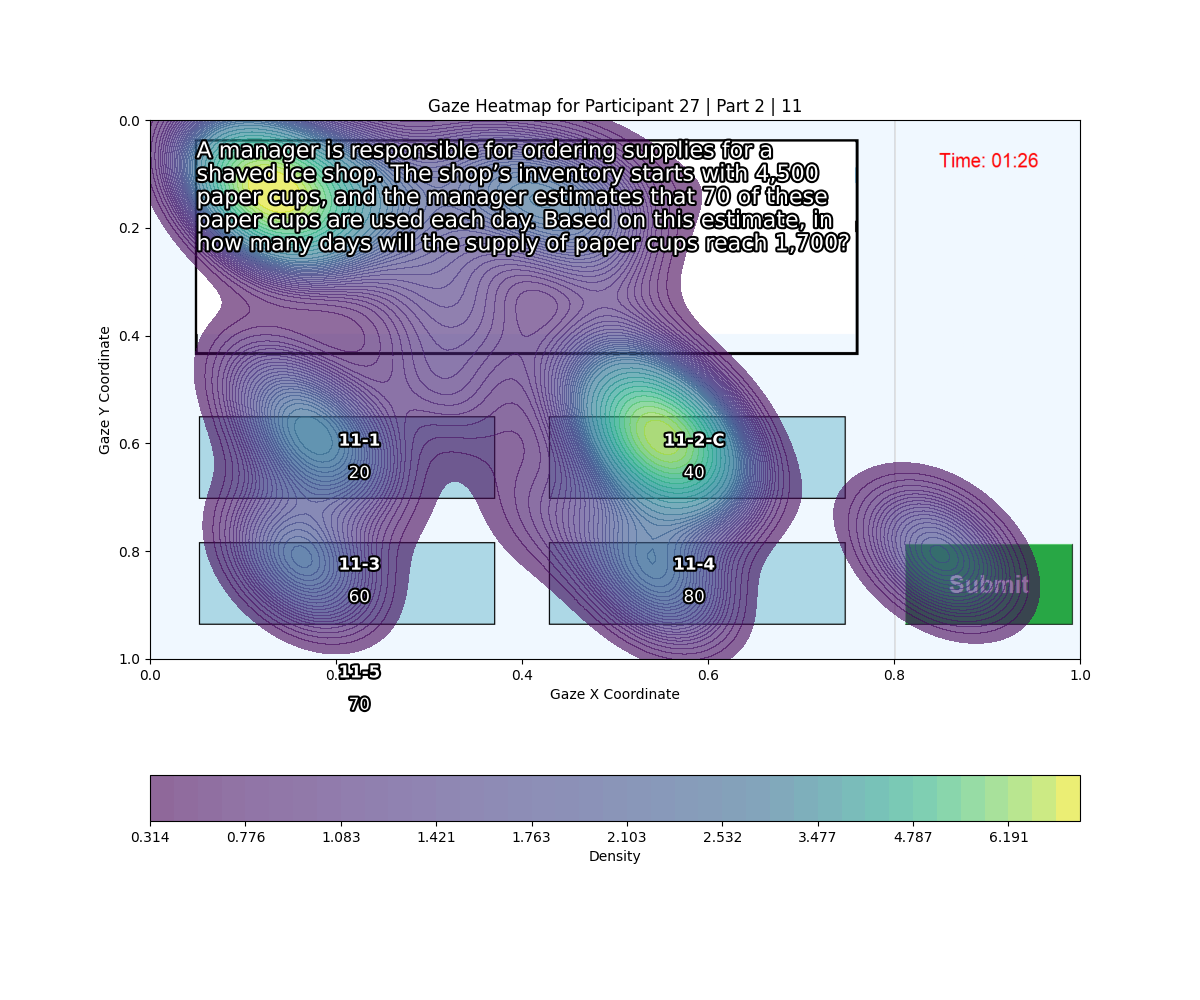 Gaze Heatmap for Participant 27 | Part 2 | 11
A manager is responsible for ordering supplies for a
shaved ice shop. The shop’s inventory starts with 4,500
paper cups, and the manager estimates that 70 of these
paper cups are used each day. Based on this estimate, in
how many days will the supply of paper cups reach 1,700?
Time: 01:26
0.0
0.2
0.4
0.6
0.8
1.0
Gaze Y Coordinate
11-1
20
11-2-C
40
11-3
60
11-4
80
Submit
11-5
70
0.0 0.2 0.4 0.6 0.8 1.0
Gaze X Coordinate
0.314 0.776 1.083 1.421 1.763 2.103 2.532 3.477 4.787 6.191
Density